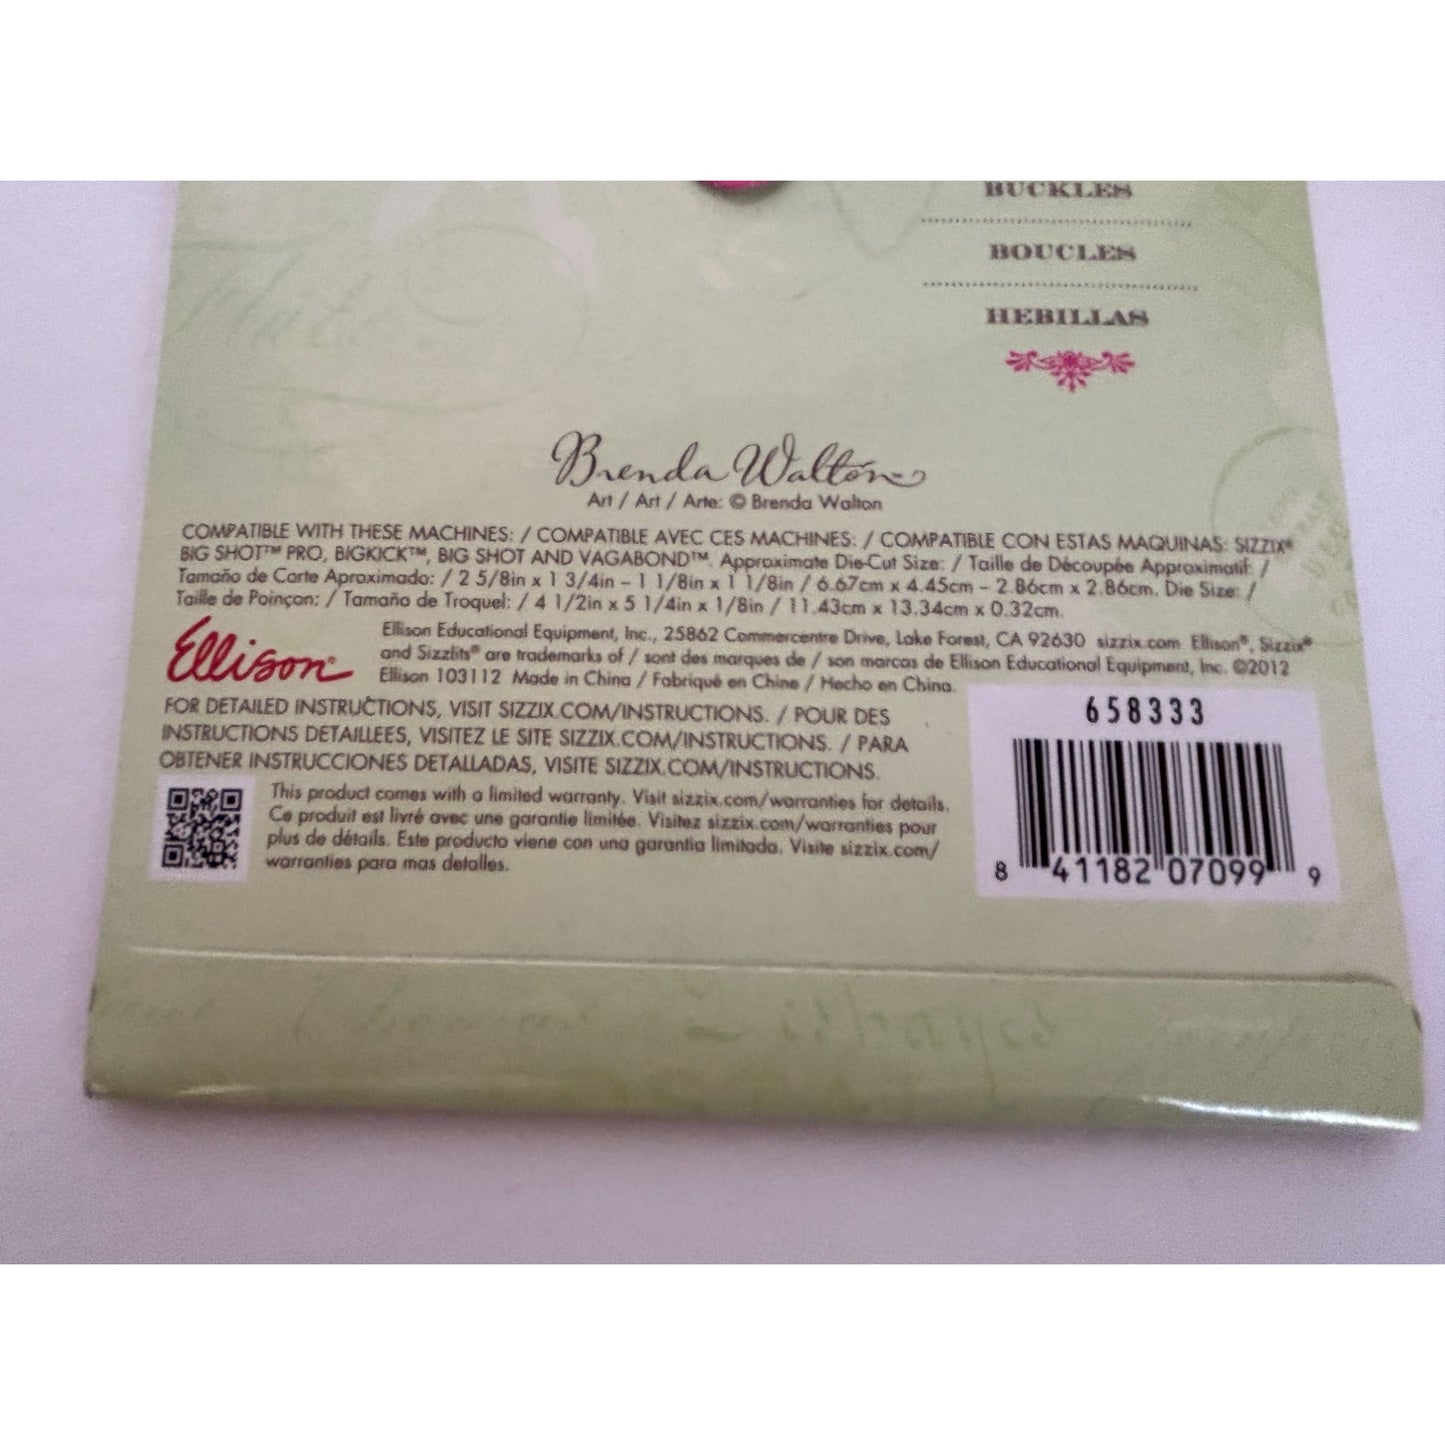 BUCKLES
BOUCLES
HEBILLAS
Brenda Walton
Art / Art / Arte: © Brenda Walton
COMPATIBLE WITH THESE MACHINES: / COMPATIBLE AVEC CES MACHINES: / COMPATIBLE CON ESTAS MAQUINAS: SIZZIX®
BIG SHOT™ PRO, BIGKICK™, BIG SHOT AND VAGABOND™. Approximate Die-Cut Size: / Taille de Découpée Approximatif: /
Tamaño de Corte Aproximado: / 2 5/8in x 1 3/4in – 1 1/8in x 1 1/8in / 6.67cm x 4.45cm – 2.86cm x 2.86cm. Die Size: /
Taille de Poinçon: / Tamaño de Troquel: / 4 1/2in x 5 1/4in x 1/8in / 11.43cm x 13.34cm x 0.32cm.
Ellison®
Ellison Educational Equipment, Inc., 25862 Commercentre Drive, Lake Forest, CA 92630 sizzix.com Ellison®, Sizzix®
and Sizzlits® are trademarks of / sont des marques de / son marcas de Ellison Educational Equipment, Inc. ©2012
Ellison 103112 Made in China / Fabriqué en Chine / Hecho en China.
FOR DETAILED INSTRUCTIONS, VISIT SIZZIX.COM/INSTRUCTIONS. / POUR DES
INSTRUCTIONS DETAILLEES, VISITEZ LE SITE SIZZIX.COM/INSTRUCTIONS. / PARA
OBTENER INSTRUCCIONES DETALLADAS, VISITE SIZZIX.COM/INSTRUCTIONS.
This product comes with a limited warranty. Visit sizzix.com/warranties for details.
Ce produit est livré avec une garantie limitée. Visitez sizzix.com/warranties pour
plus de détails. Este producto viene con una garantia limitada. Visite sizzix.com/
warranties para mas detalles.
658333
8 41182 07099 9